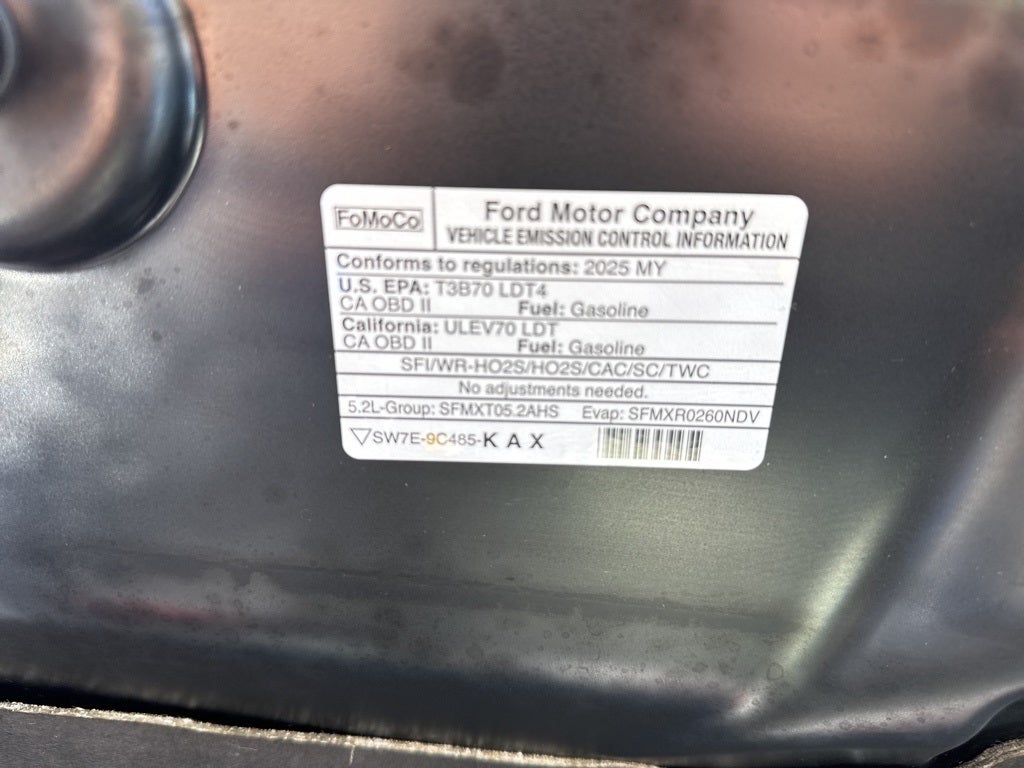 FoMoCo
Ford Motor Company
VEHICLE EMISSION CONTROL INFORMATION
Conforms to regulations: 2025 MY
U.S. EPA: T3B70 LDT4
CA OBD II Fuel: Gasoline
California: ULEV70 LDT
CA OBD II Fuel: Gasoline
SFI/WR-HO2S/HO2S/CAC/SC/TWC
No adjustments needed.
5.2L-Group: SFMXT05.2AHS Evap: SFMXR0260NDV
SW7E-9C485-K A X